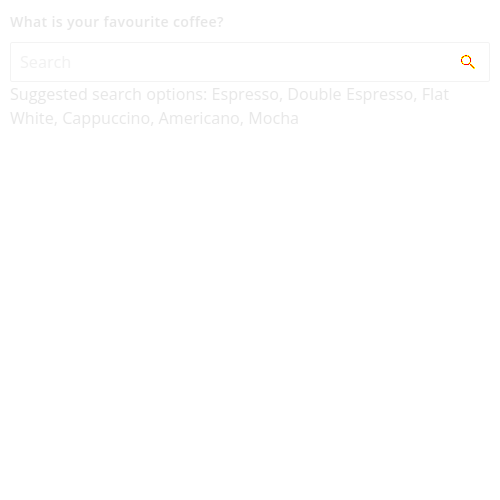 What is your favourite coffee?
Search
Suggested search options: Espresso, Double Espresso, Flat
White, Cappuccino, Americano, Mocha